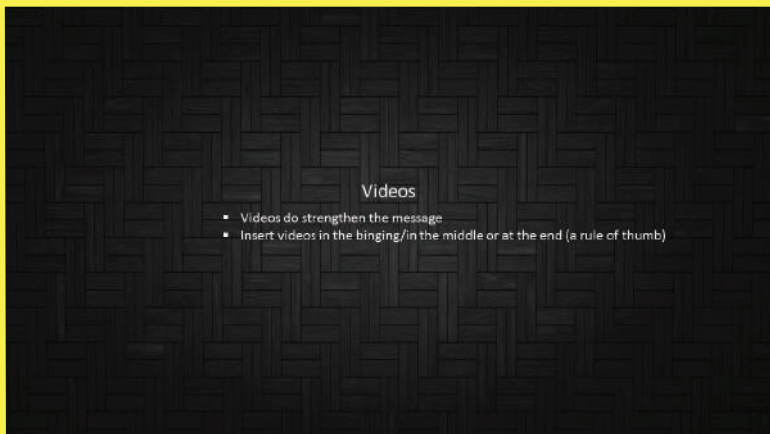 Videos
▪ Videos do strengthen the message
▪ Insert videos in the binging/in the middle or at the end (a rule of thumb)